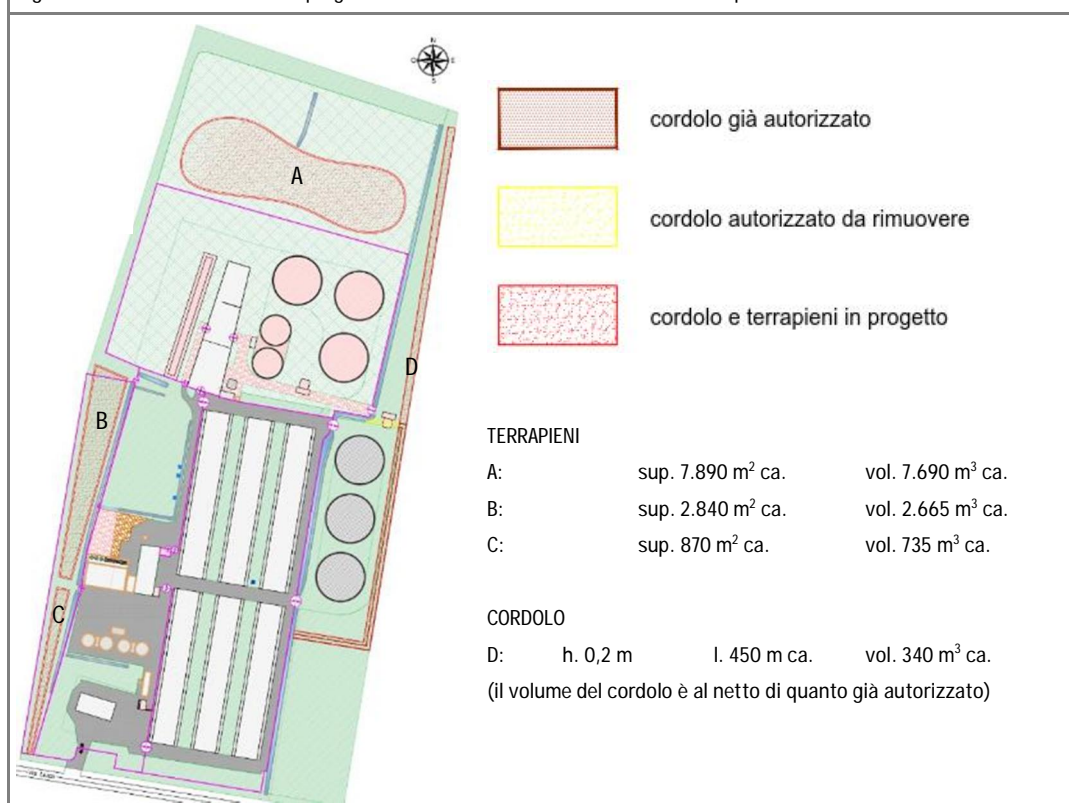 N
O E
S
A
B
C
D
cordolo già autorizzato
cordolo autorizzato da rimuovere
cordolo e terrapieni in progetto
TERRAPIENI
A: sup. 7.890 m² ca. vol. 7.690 m³ ca.
B: sup. 2.840 m² ca. vol. 2.665 m³ ca.
C: sup. 870 m² ca. vol. 735 m³ ca.
CORDOLO
D: h. 0,2 m l. 450 m ca. vol. 340 m³ ca.
(il volume del cordolo è al netto di quanto già autorizzato)